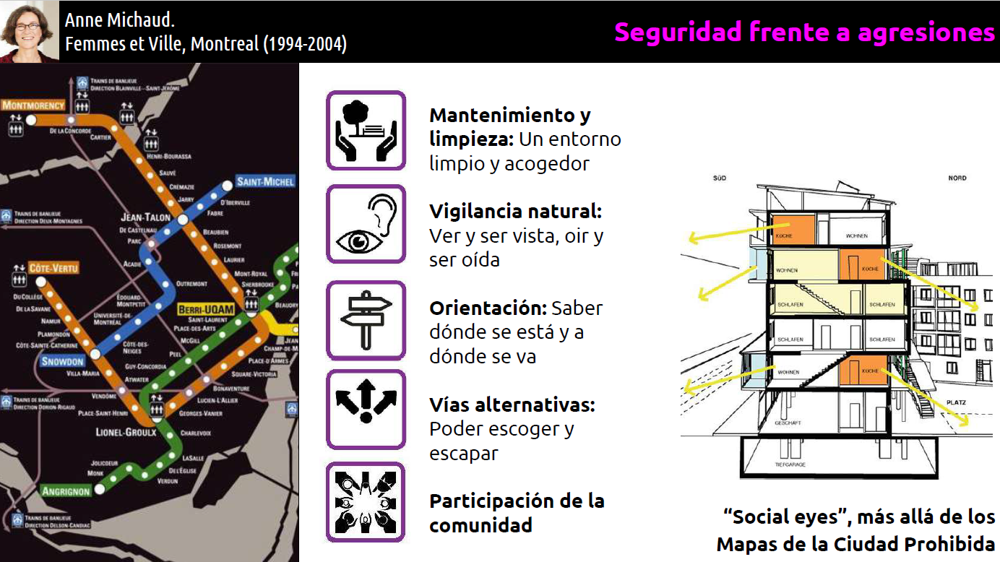 Anne Michaud.
Femmes et Ville, Montreal (1994-2004)
Seguridad frente a agresiones
TRAINS DE BANLIEUE
DIRECTION BLAINVILLE—SAINT-JÉRÔME
MONTMORENCY
DE LA CONCORDE
CARTIER
HENRI-BOURASSA
SAUVÉ
CRÉMAZIE
SAINT-MICHEL
JARRY
D'IBERVILLE
FABRE
TRAINS DE BANLIEUE
DIRECTION DEUX-MONTAGNES
JEAN-TALON
DE CASTELNAU
PARC
BEAUBIEN
ROSEMONT
ACADIE
LAURIER
CÔTE-VERTU
MONT-ROYAL
OUTREMONT
SHERBROOKE
DU COLLÈGE
ÉDOUARD-
MONTPETIT
BEAUDRY
DE LA SAVANE
BERRI-UQAM
UNIVERSITÉ-DE-
MONTRÉAL
SAINT-LAURENT
NAMUR
PLACE-DES-ARTS
PLAMONDON
MCGILL
JEAN
CÔTE-SAINTE-CATHERINE
CÔTE-DES-
NEIGES
PEEL
CHAMP-DE-M
SNOWDON
PLACE-D'ARMES
GUY-CONCORDIA
VILLA-MARIA
SQUARE-VICTORIA
ATWATER
BONAVENTURE
VENDÔME
LUCIEN-L'ALLIER
TRAINS DE BANLIEUE
DIRECTION DORION-RIGAUD
PLACE-SAINT-HENRI
GEORGES-VANIER
LIONEL-GROULX
CHARLEVOIX
LASALLE
JOLICOEUR
DE L'ÉGLISE
MONK
VERDUN
ANGRIGNON
TRAINS DE BANLIEUE
DIRECTION DELSON-CANDIAC
Mantenimiento y
limpieza: Un entorno
limpio y acogedor
Vigilancia natural:
Ver y ser vista, oir y
ser oída
Orientación: Saber
dónde se está y a
dónde se va
Vías alternativas:
Poder escoger y
escapar
Participación de la
comunidad
SÜD
NORD
KÜCHE
WOHNEN
WOHNEN
KÜCHE
SCHLAFEN
SCHLAFEN
SCHLAFEN
SCHLAFEN
WOHNEN
KÜCHE
PLATZ
GESCHÄFT
TIEFGARAGE
“Social eyes”, más allá de los
Mapas de la Ciudad Prohibida